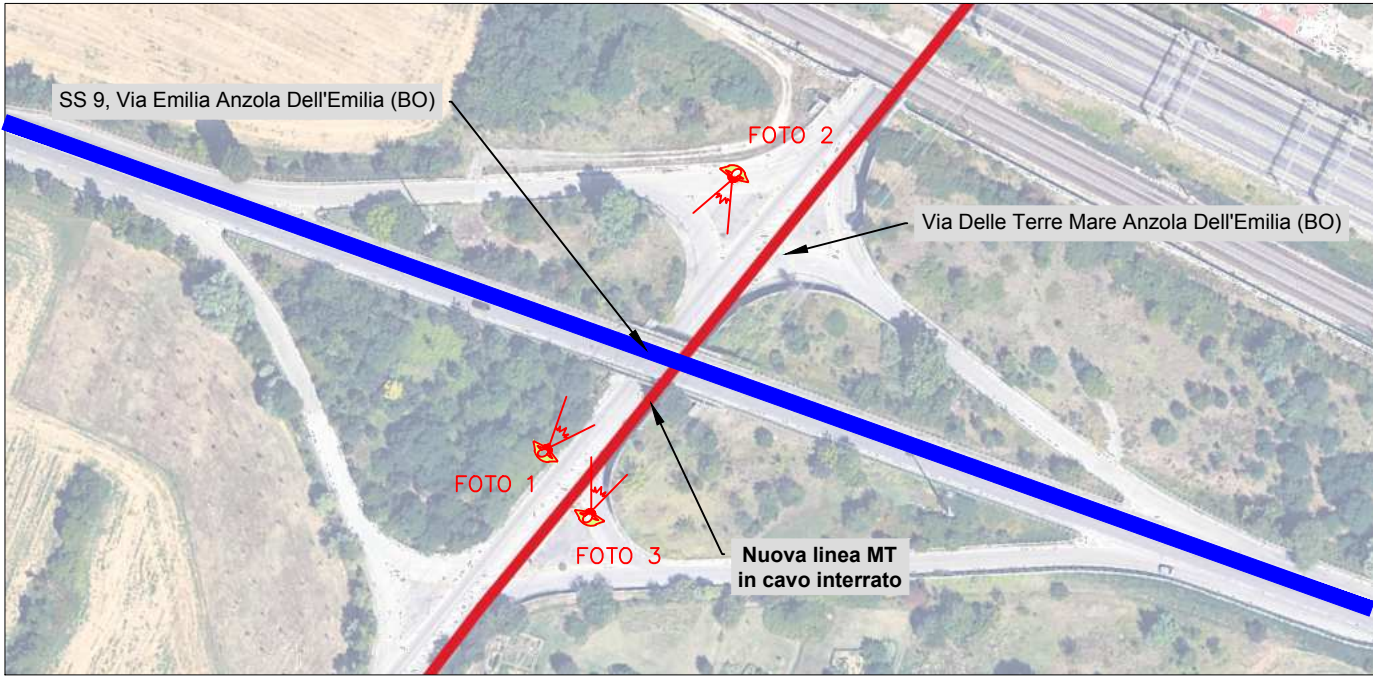 SS 9, Via Emilia Anzola Dell'Emilia (BO)
FOTO 2
Via Delle Terre Mare Anzola Dell'Emilia (BO)
FOTO 1
FOTO 3
Nuova linea MT
in cavo interrato